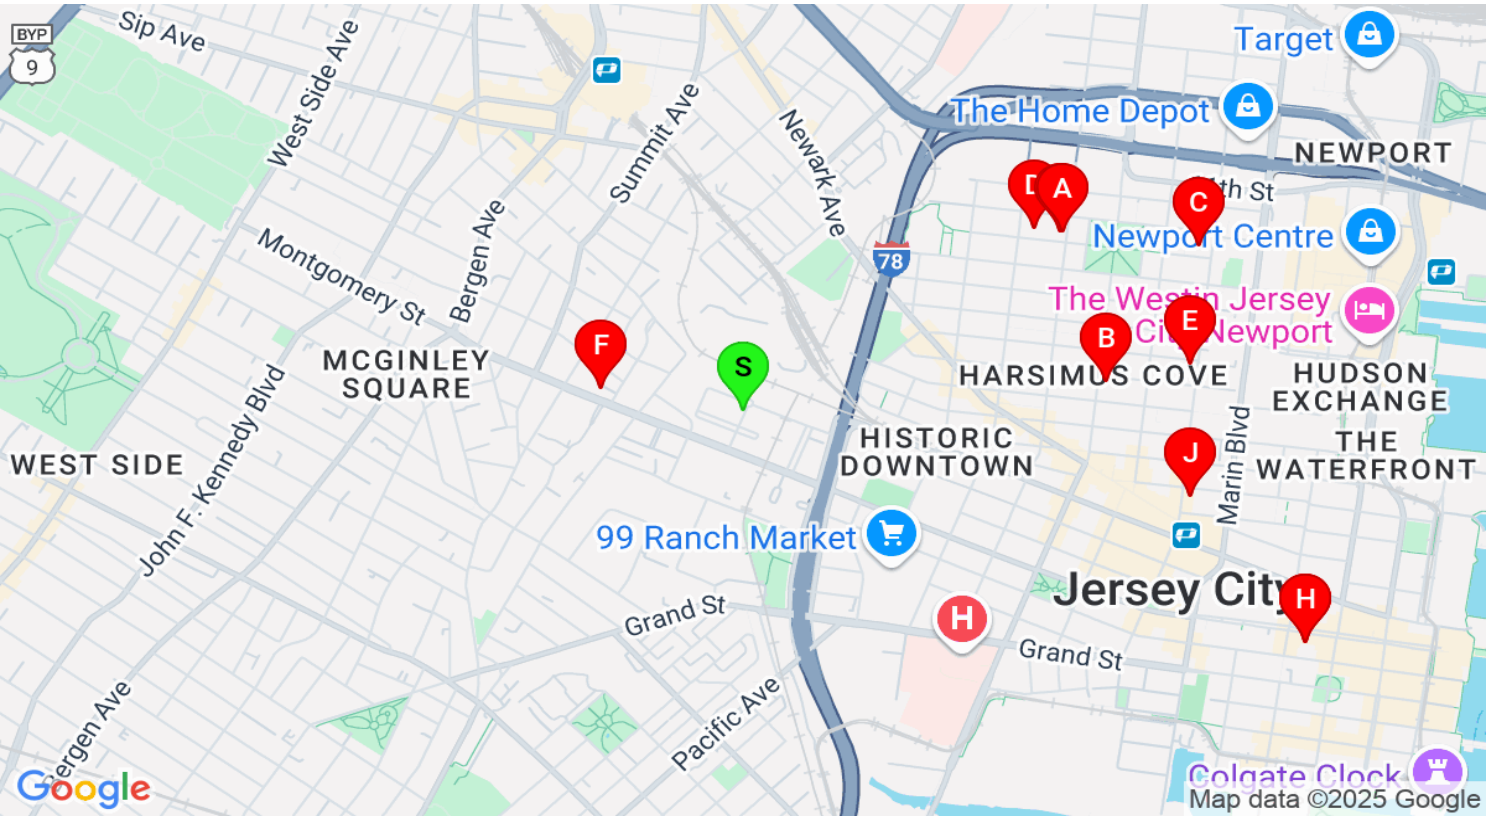 BYP
9
Sip Ave
West Side Ave
Summit Ave
Newark Ave
Target
The Home Depot
NEWPORT
th St
D
A
C
Newport Centre
78
Montgomery St
Bergen Ave
The Westin Jersey
City Newport
F
S
B
E
MCGINLEY
SQUARE
HARSIMUS COVE
HUDSON
EXCHANGE
HISTORIC
DOWNTOWN
THE
WATERFRONT
WEST SIDE
John F. Kennedy Blvd
J
Marin Blvd
99 Ranch Market
Jersey City
H
Grand St
H
Grand St
Pacific Ave
Bergen Ave
Google
Colgate Clock
Map data ©2025 Google